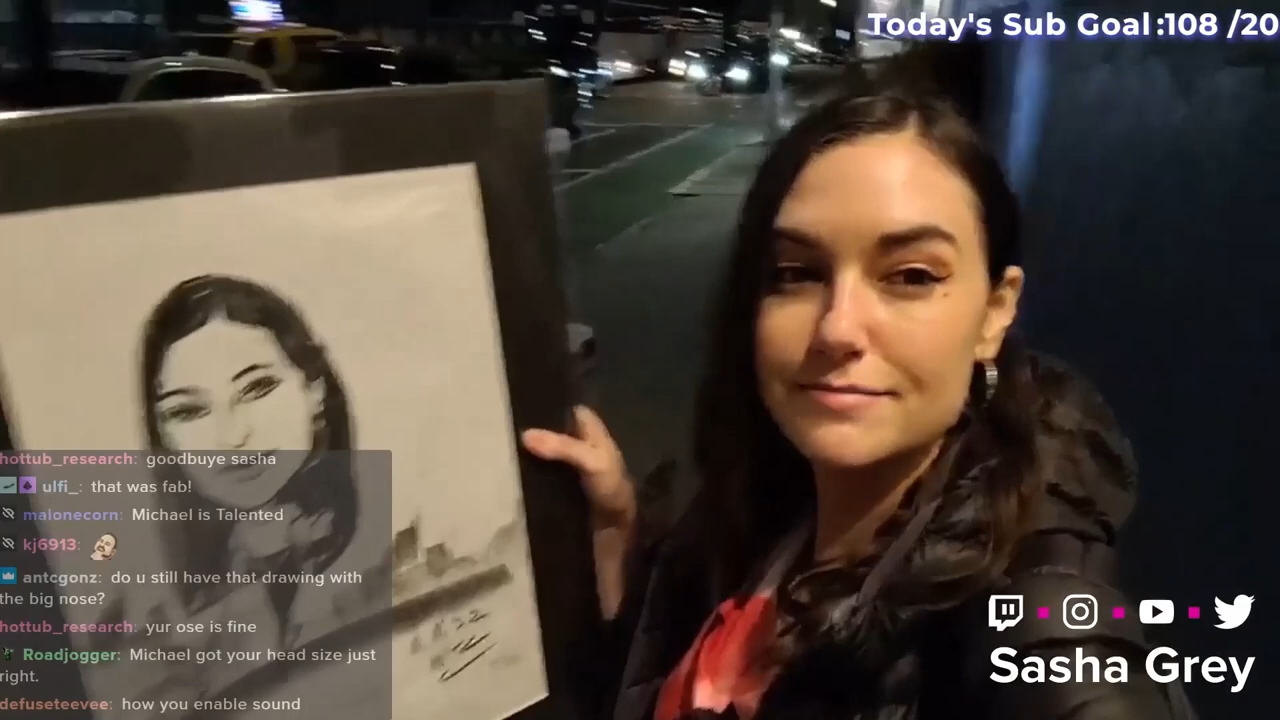 Today's Sub Goal :108 /20
hottub_research: goodbuye sasha
ulfi_: that was fab!
malonecorn: Michael is Talented
kj6913:
antcgonz: do u still have that drawing with
the big nose?
hottub_research: yur ose is fine
Roadjogger: Michael got your head size just
right.
defuseteevee: how you enable sound
Sasha Grey